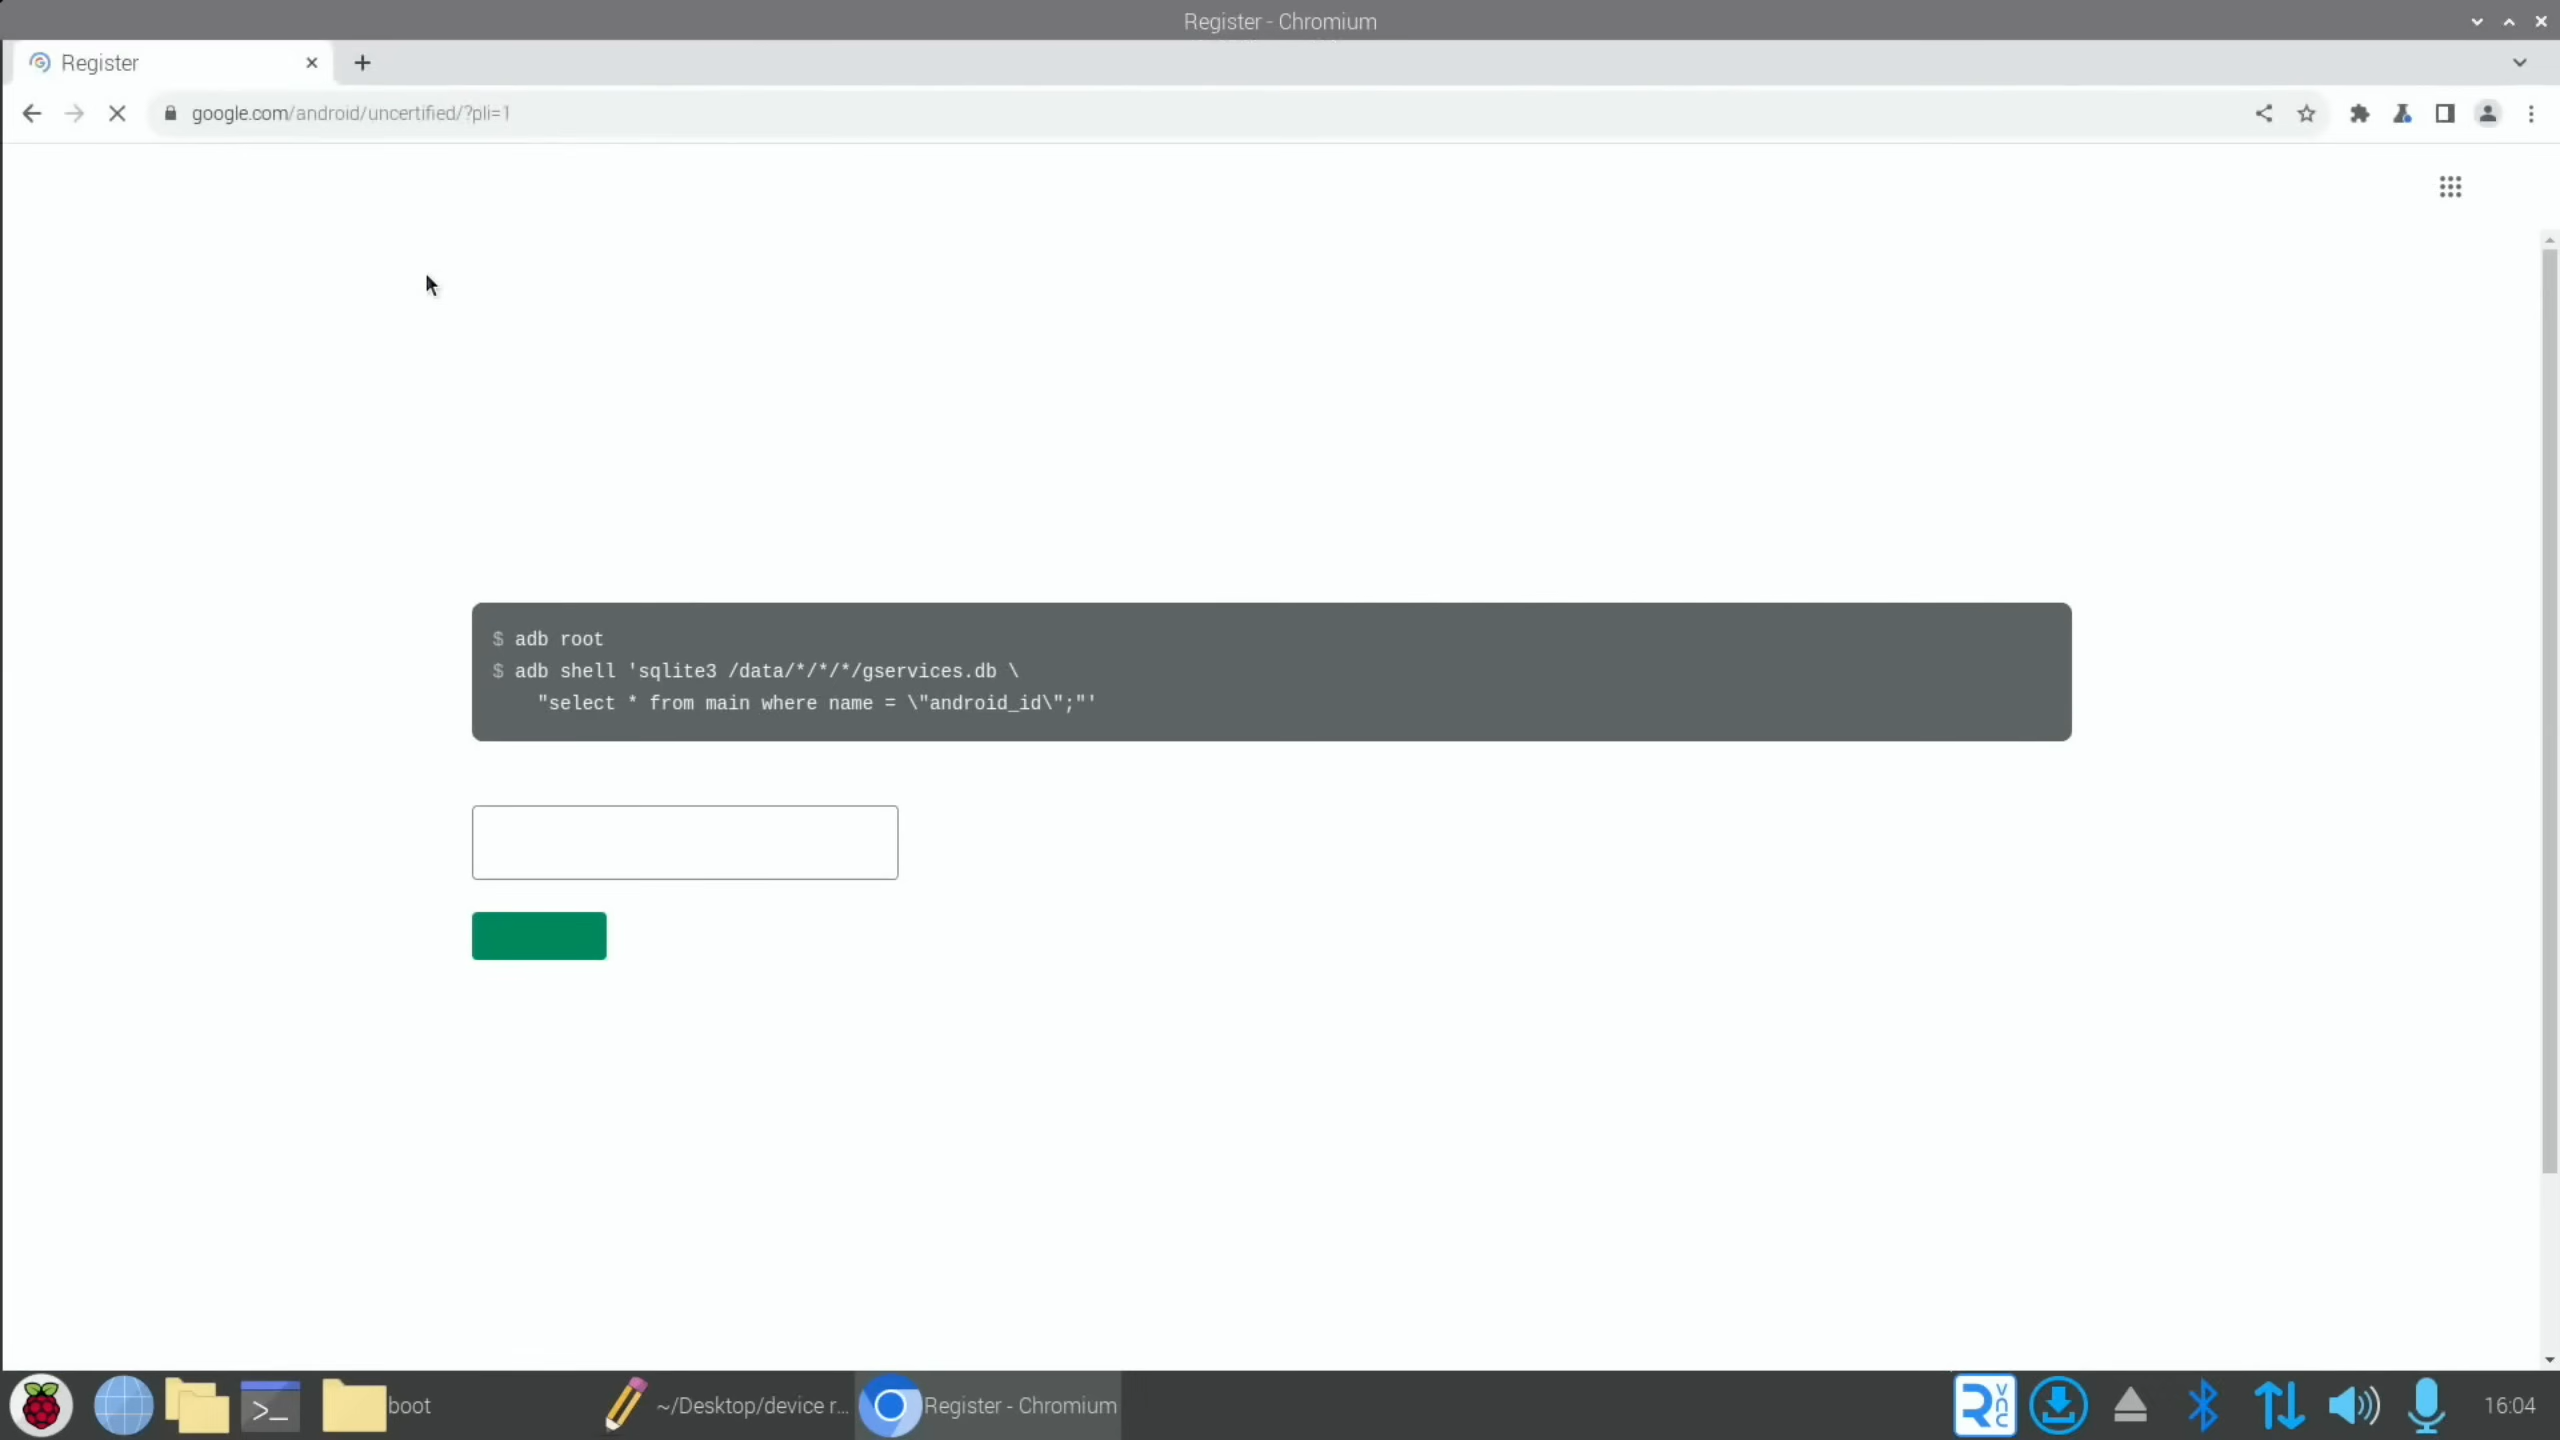 Register - Chromium
Register
google.com/android/uncertified/?pli=1
$ adb root
$ adb shell 'sqlite3 /data/*/*/*/gservices.db \
"select * from main where name = \"android_id\";"'
boot
~/Desktop/device r...
Register - Chromium
VNC
16:04